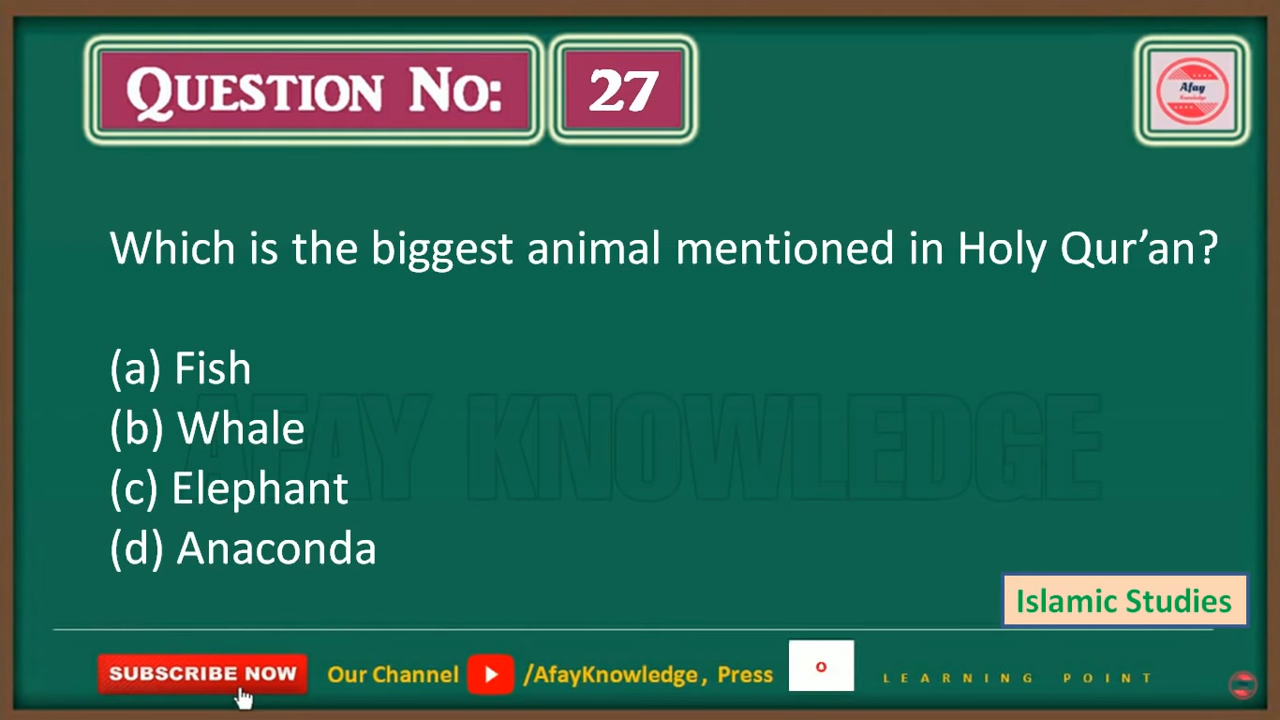 QUESTION NO: 27
Afay
Knowledge
Which is the biggest animal mentioned in Holy Qur’an?
(a) Fish
(b) Whale
(c) Elephant
(d) Anaconda
AFAY KNOWLEDGE
Islamic Studies
SUBSCRIBE NOW Our Channel /AfayKnowledge, Press o LEARNING POINT